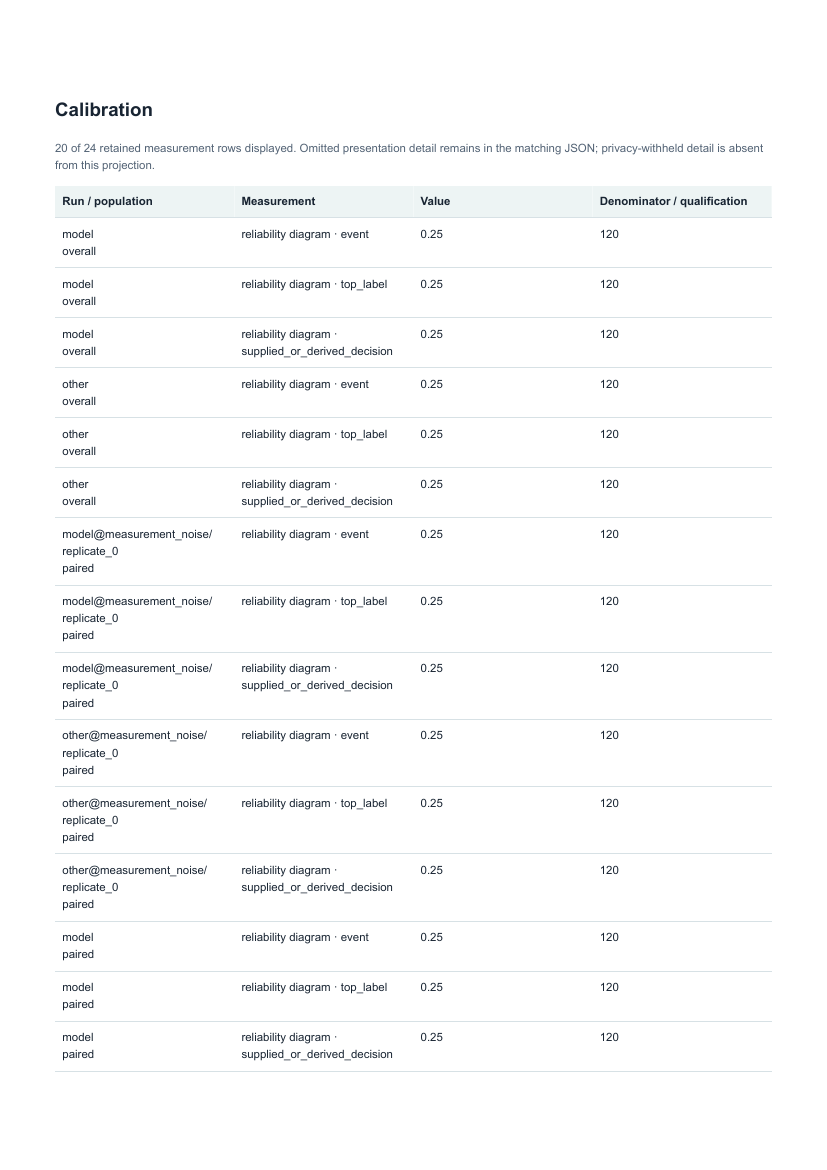 Calibration
20 of 24 retained measurement rows displayed. Omitted presentation detail remains in the matching JSON; privacy-withheld detail is absent
from this projection.
Run / population Measurement Value Denominator / qualification
model reliability diagram · event 0.25 120
overall
model reliability diagram · top_label 0.25 120
overall
model reliability diagram · 0.25 120
overall supplied_or_derived_decision
other reliability diagram · event 0.25 120
overall
other reliability diagram · top_label 0.25 120
overall
other reliability diagram · 0.25 120
overall supplied_or_derived_decision
model@measurement_noise/ reliability diagram · event 0.25 120
replicate_0
paired
model@measurement_noise/ reliability diagram · top_label 0.25 120
replicate_0
paired
model@measurement_noise/ reliability diagram · 0.25 120
replicate_0 supplied_or_derived_decision
paired
other@measurement_noise/ reliability diagram · event 0.25 120
replicate_0
paired
other@measurement_noise/ reliability diagram · top_label 0.25 120
replicate_0
paired
other@measurement_noise/ reliability diagram · 0.25 120
replicate_0 supplied_or_derived_decision
paired
model reliability diagram · event 0.25 120
paired
model reliability diagram · top_label 0.25 120
paired
model reliability diagram · 0.25 120
paired supplied_or_derived_decision